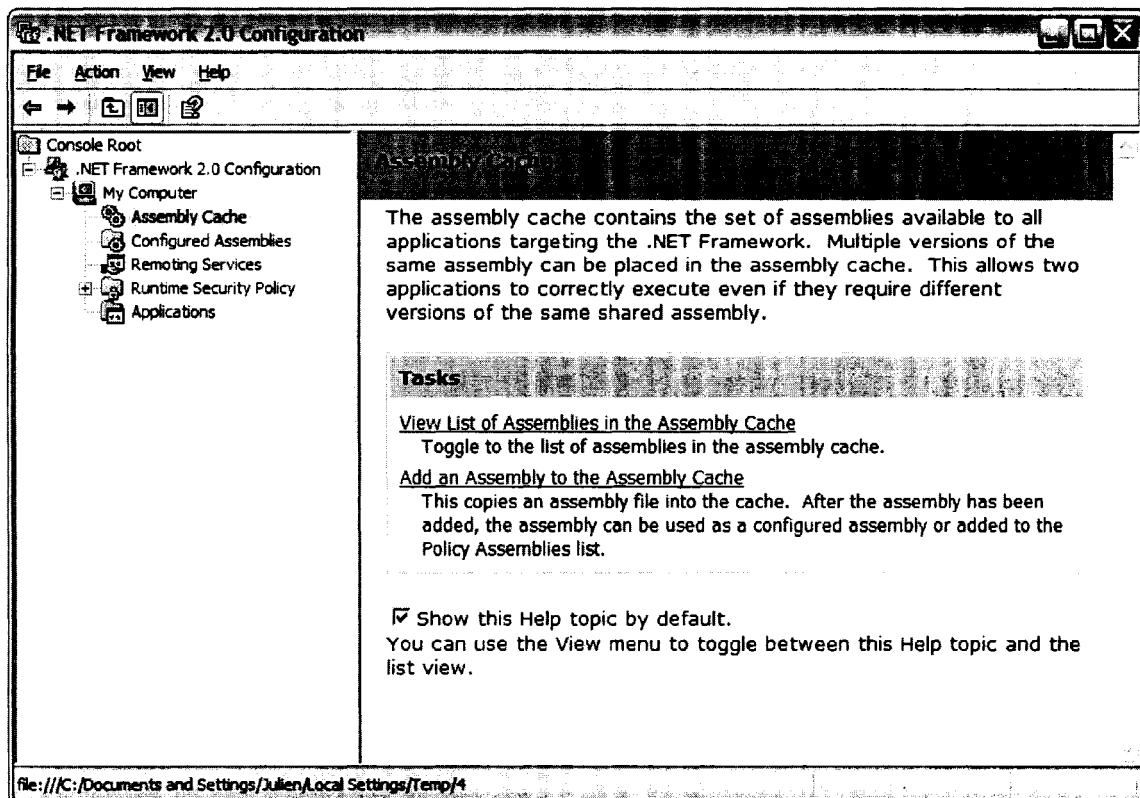 .NET Framework 2.0 Configuration
File Action View Help
Console Root
.NET Framework 2.0 Configuration
My Computer
Assembly Cache
Configured Assemblies
Remoting Services
Runtime Security Policy
Applications
Assembly Cache
The assembly cache contains the set of assemblies available to all
applications targeting the .NET Framework. Multiple versions of the
same assembly can be placed in the assembly cache. This allows two
applications to correctly execute even if they require different
versions of the same shared assembly.
Tasks
View List of Assemblies in the Assembly Cache
Toggle to the list of assemblies in the assembly cache.
Add an Assembly to the Assembly Cache
This copies an assembly file into the cache. After the assembly has been
added, the assembly can be used as a configured assembly or added to the
Policy Assemblies list.
Show this Help topic by default.
You can use the View menu to toggle between this Help topic and the
list view.
file:///C:/Documents and Settings/Julien/Local Settings/Temp/4